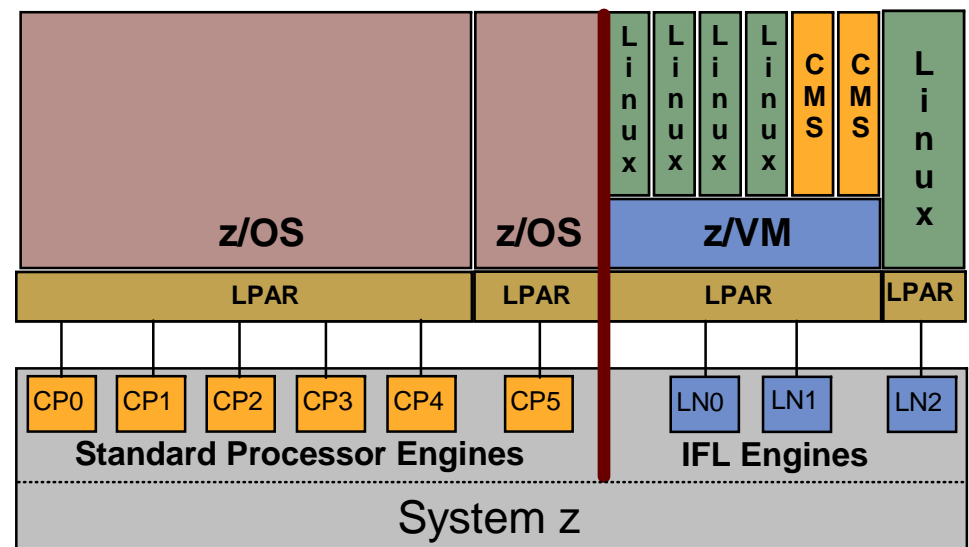 Linux
Linux
Linux
Linux
CMS
CMS
Linux
z/OS
z/OS
z/VM
LPAR
LPAR
LPAR
LPAR
CP0
CP1
CP2
CP3
CP4
CP5
LN0
LN1
LN2
Standard Processor Engines
IFL Engines
System z